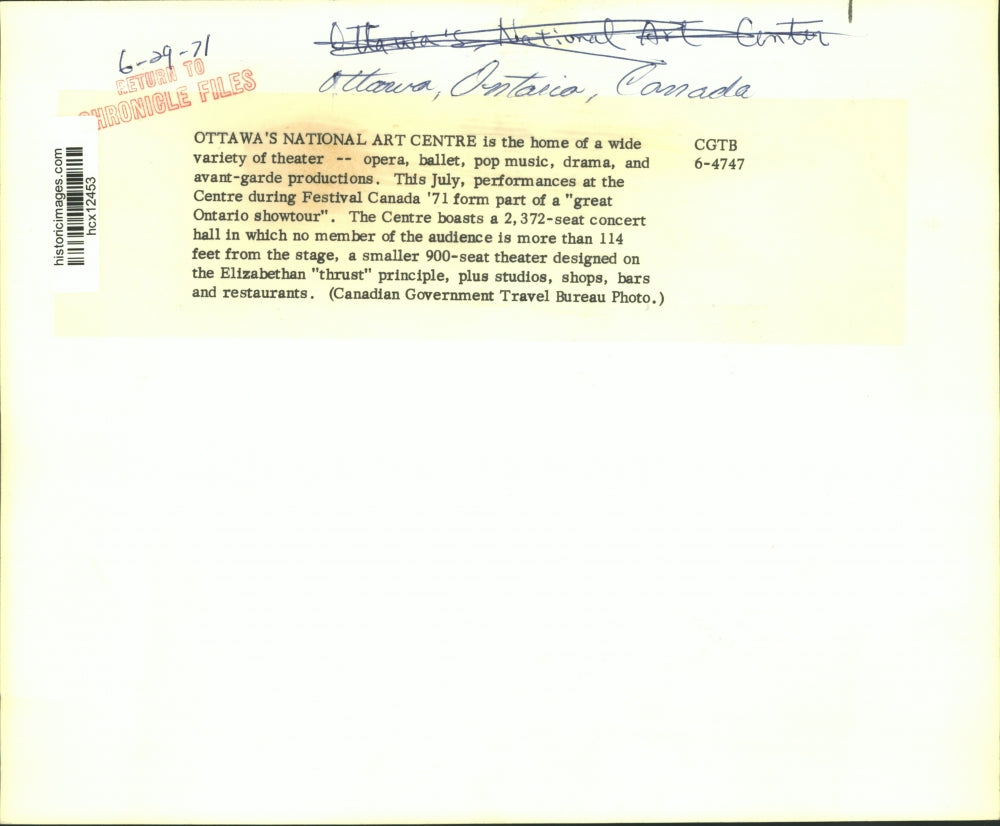 Ottawa's National Art Center
6-29-71
Ottawa, Ontario, Canada
RETURN TO
CHRONICLE FILES
OTTAWA'S NATIONAL ART CENTRE is the home of a wide
variety of theater -- opera, ballet, pop music, drama, and
avant-garde productions. This July, performances at the
Centre during Festival Canada '71 form part of a "great
Ontario showtour". The Centre boasts a 2,372-seat concert
hall in which no member of the audience is more than 114
feet from the stage, a smaller 900-seat theater designed on
the Elizabethan "thrust" principle, plus studios, shops, bars
and restaurants. (Canadian Government Travel Bureau Photo.)
CGTB
6-4747
historicimages.com
hcx12453